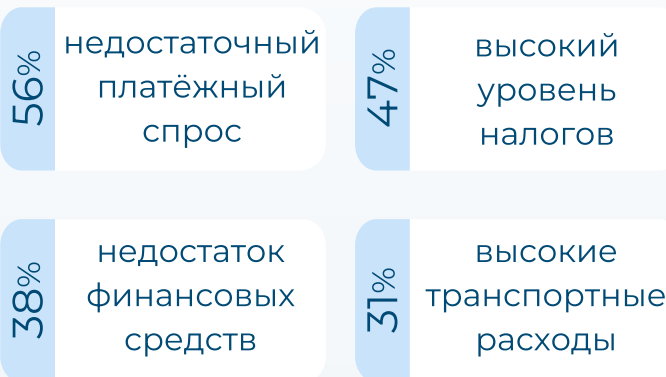 56%
недостаточный
платёжный
спрос
47%
высокий
уровень
налогов
38%
недостаток
финансовых
средств
31%
высокие
транспортные
расходы